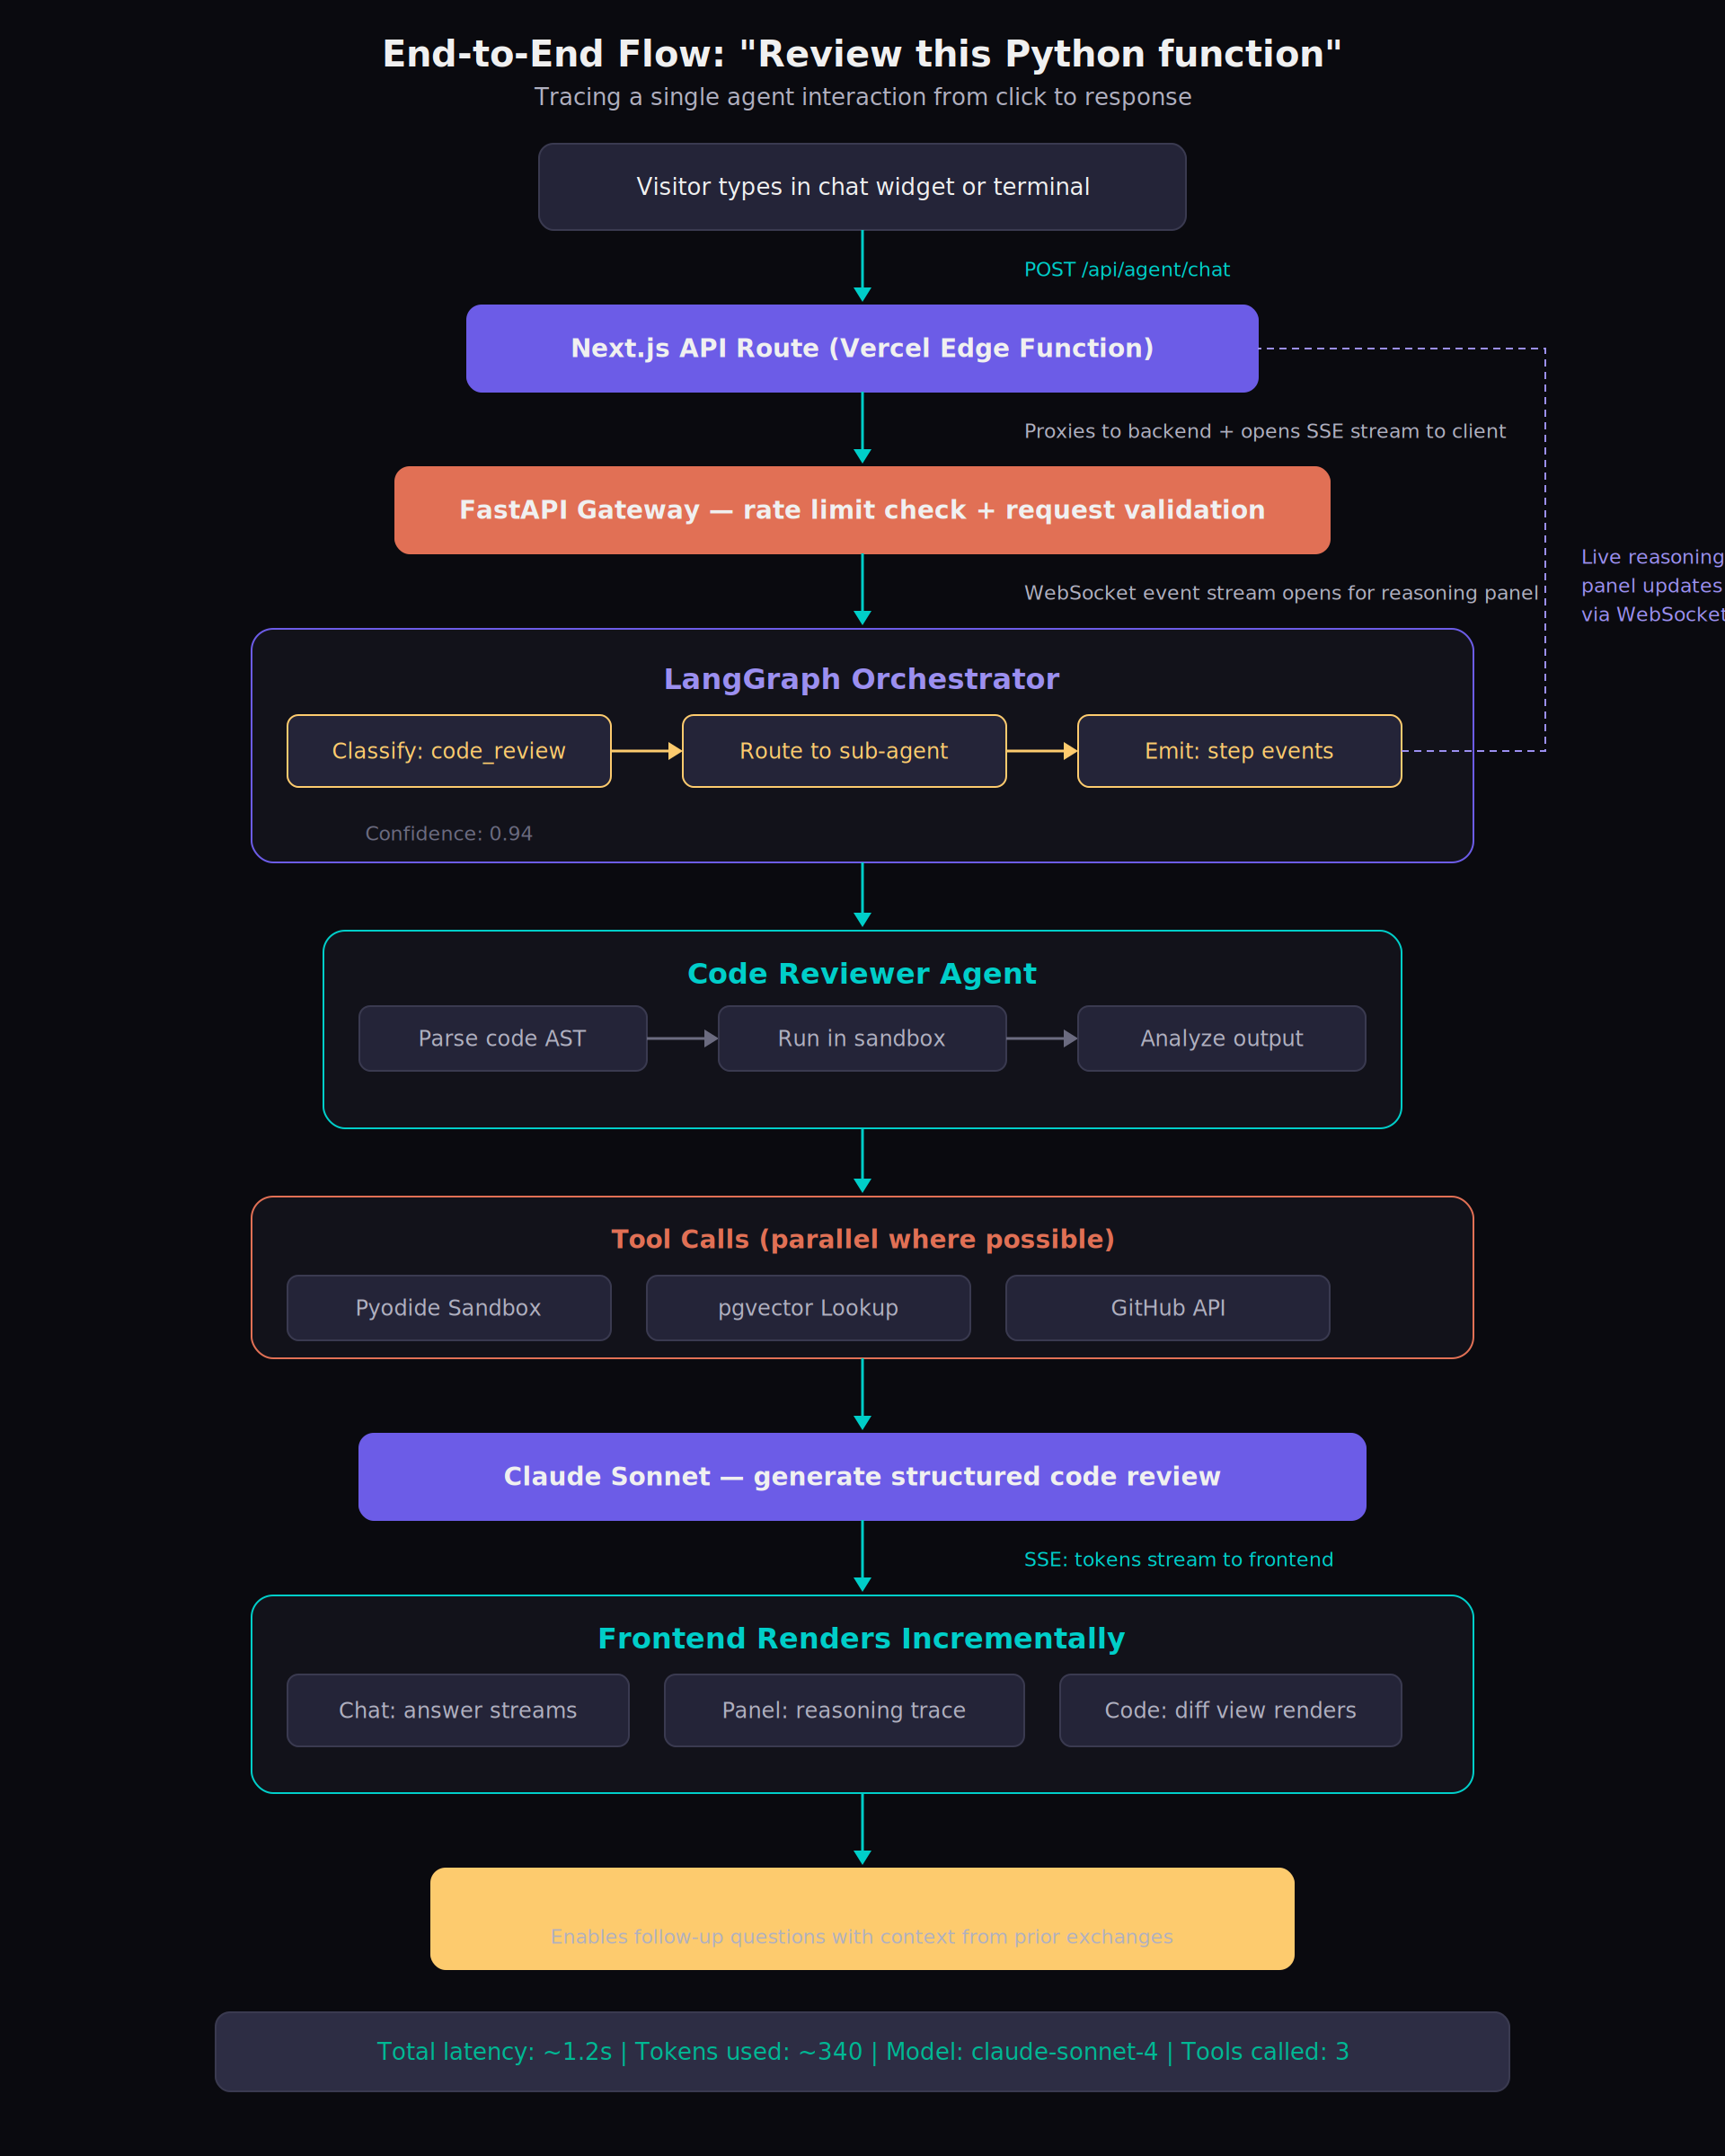 End-to-End Flow: "Review this Python function"
Tracing a single agent interaction from click to response
Visitor types in chat widget or terminal
POST /api/agent/chat
Next.js API Route (Vercel Edge Function)
Proxies to backend + opens SSE stream to client
FastAPI Gateway — rate limit check + request validation
Live reasoning
panel updates
via WebSocket
WebSocket event stream opens for reasoning panel
LangGraph Orchestrator
Classify: code_review
Route to sub-agent
Emit: step events
Confidence: 0.94
Code Reviewer Agent
Parse code AST
Run in sandbox
Analyze output
Tool Calls (parallel where possible)
Pyodide Sandbox
pgvector Lookup
GitHub API
Claude Sonnet — generate structured code review
SSE: tokens stream to frontend
Frontend Renders Incrementally
Chat: answer streams
Panel: reasoning trace
Code: diff view renders
Enables follow-up questions with context from prior exchanges
Total latency: ~1.2s | Tokens used: ~340 | Model: claude-sonnet-4 | Tools called: 3